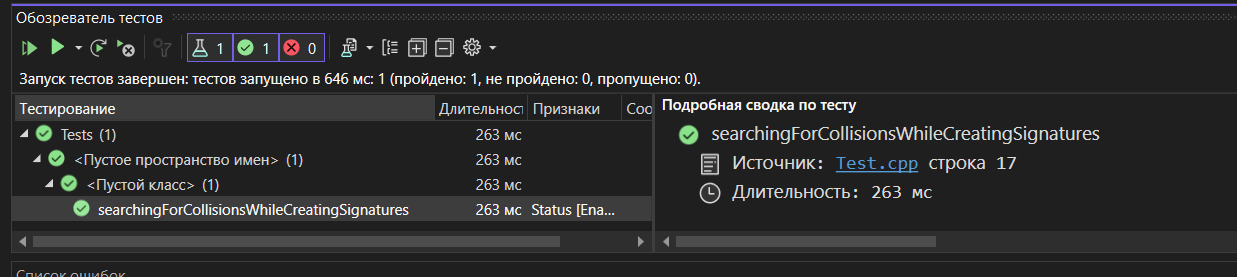 Обозреватель тестов
1 1 0
Запуск тестов завершен: тестов запущено в 646 мс: 1 (пройдено: 1, не пройдено: 0, пропущено: 0).
Тестирование Длительност Признаки Соо
Tests (1) 263 мс
<Пустое пространство имен> (1) 263 мс
<Пустой класс> (1) 263 мс
searchingForCollisionsWhileCreatingSignatures 263 мс Status [Ena...
Подробная сводка по тесту
searchingForCollisionsWhileCreatingSignatures
Источник: Test.cpp строка 17
Длительность: 263 мс
Список ошибок